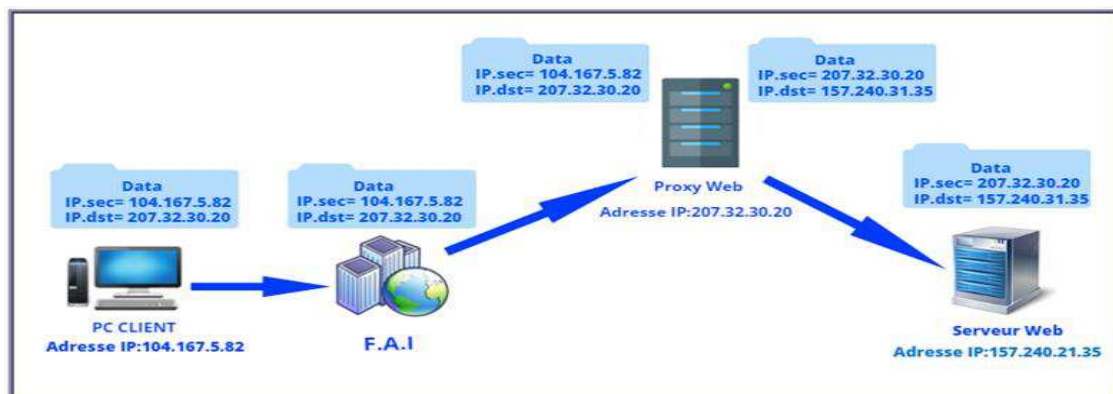 Data
IP.sec= 104.167.5.82
IP.dst= 207.32.30.20
Data
IP.sec= 207.32.30.20
IP.dst= 157.240.31.35
Data
IP.sec= 104.167.5.82
IP.dst= 207.32.30.20
Data
IP.sec= 104.167.5.82
IP.dst= 207.32.30.20
Data
IP.sec= 207.32.30.20
IP.dst= 157.240.31.35
Proxy Web
Adresse IP:207.32.30.20
PC CLIENT
Adresse IP:104.167.5.82
F.A.I
Serveur Web
Adresse IP:157.240.21.35